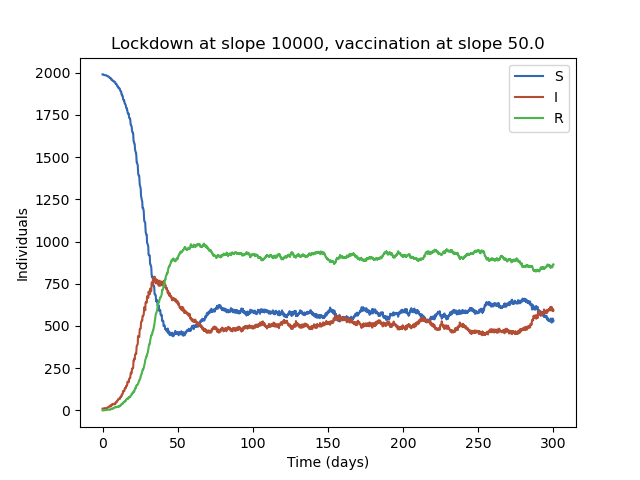 Lockdown at slope 10000, vaccination at slope 50.0
S
I
R
Individuals
2000
1750
1500
1250
1000
750
500
250
0
0 50 100 150 200 250 300
Time (days)